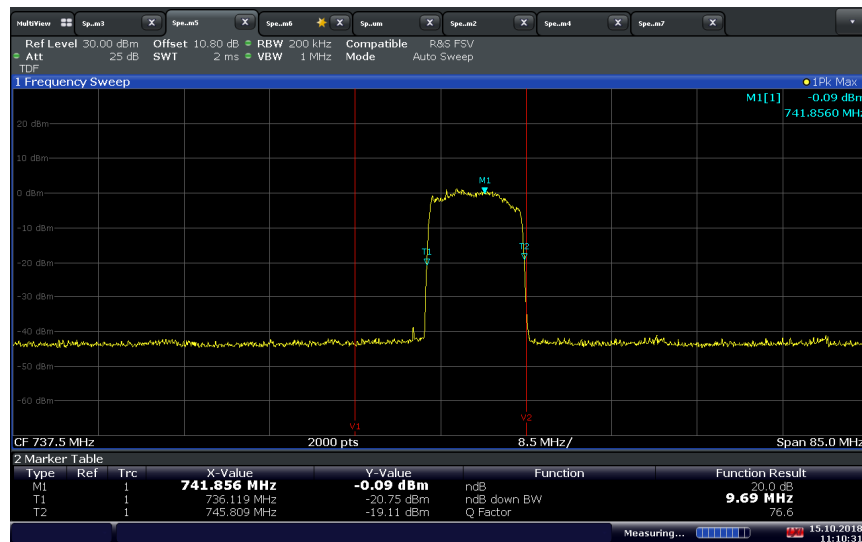 MultiView Sp..m3 X Spe..m5 X Spe..m6 X Sp..um X Spe..m2 X Spe..m4 X Spe..m7 X
Ref Level 30.00 dBm Offset 10.80 dB RBW 200 kHz Compatible R&S FSV
Att 25 dB SWT 2 ms VBW 1 MHz Mode Auto Sweep
TDF
1 Frequency Sweep 1Pk Max
M1[1] -0.09 dBm
741.8560 MHz
20 dBm
10 dBm
M1
0 dBm
-10 dBm
T1 T2
-20 dBm
-30 dBm
-40 dBm
-50 dBm
-60 dBm
V1 V2
CF 737.5 MHz 2000 pts 8.5 MHz/ Span 85.0 MHz
2 Marker Table
Type Ref Trc X-Value Y-Value Function Function Result
M1 1 741.856 MHz -0.09 dBm ndB 20.0 dB
T1 1 736.119 MHz -20.75 dBm ndB down BW 9.69 MHz
T2 1 745.809 MHz -19.11 dBm Q Factor 76.6
Measuring... 15.10.2018
11:10:31